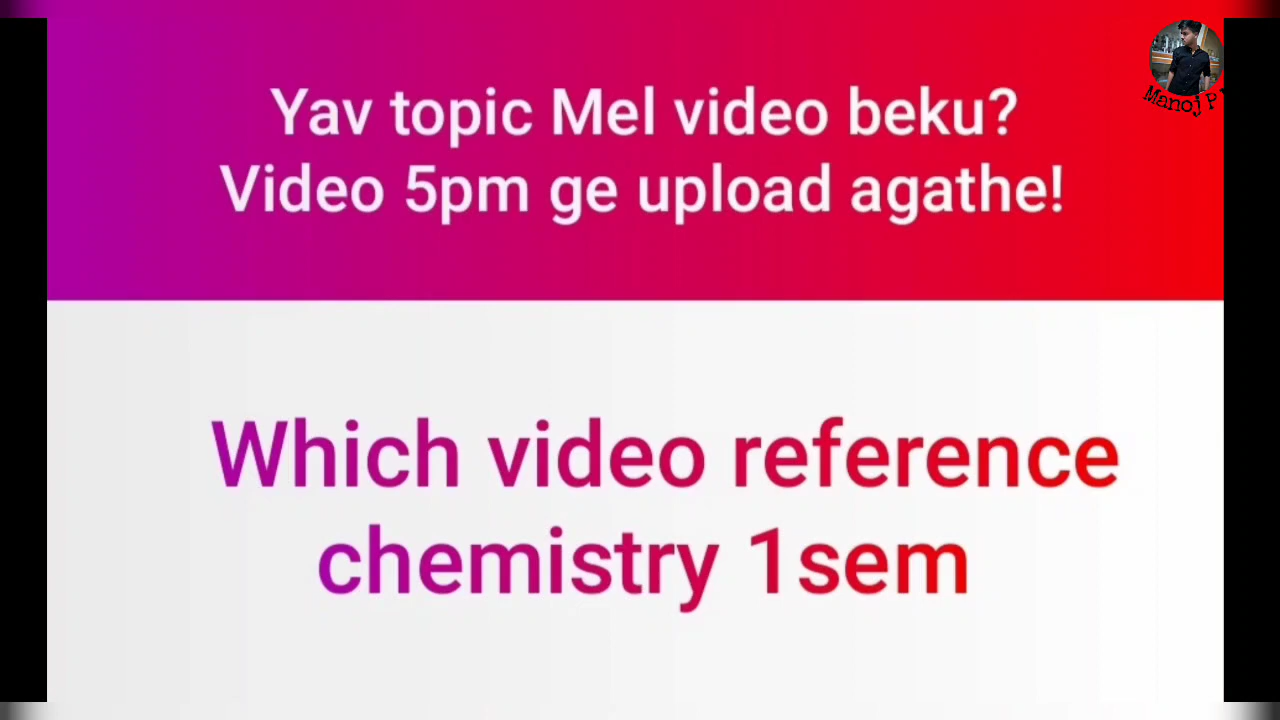 Yav topic Mel video beku?
Video 5pm ge upload agathe!
Manoj P
Which video reference
chemistry 1sem